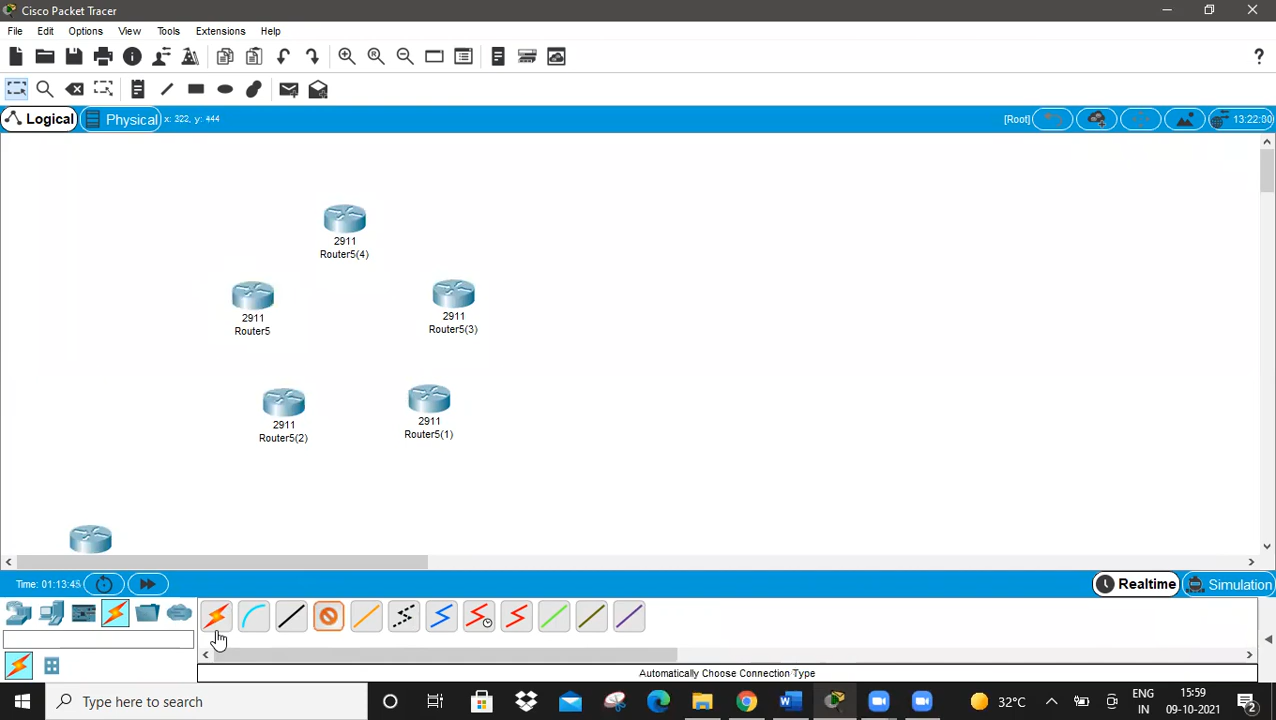 Cisco Packet Tracer
File Edit Options View Tools Extensions Help
Logical Physical x: 322, y: 444 [Root] 13:22:00
2911
Router5(4)
2911
Router5
2911
Router5(3)
2911
Router5(2)
2911
Router5(1)
Time: 01:13:45 Realtime Simulation
Automatically Choose Connection Type
Type here to search 32°C ENG 15:59
IN 09-10-2021 2